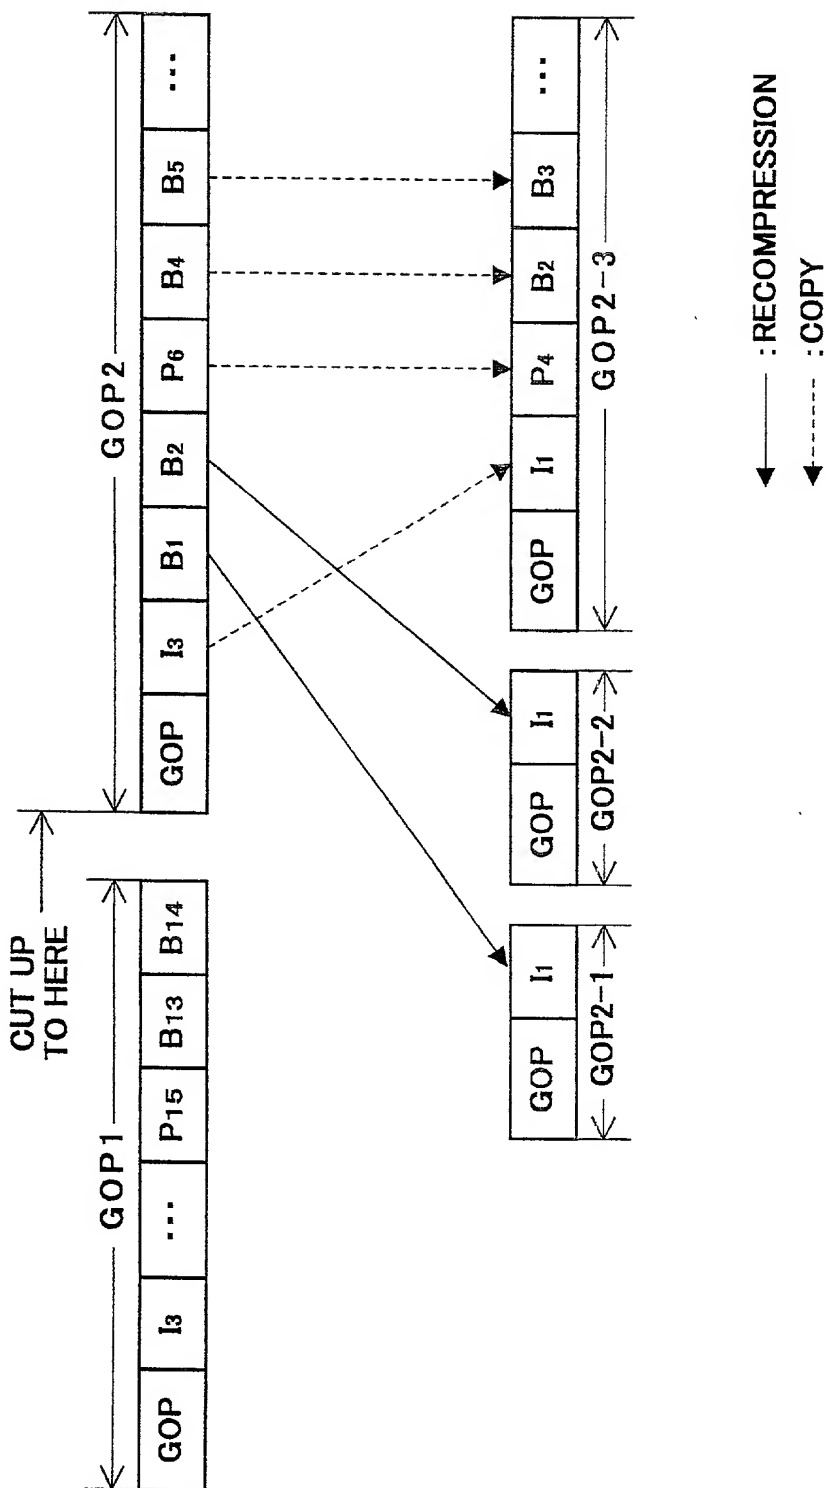 CUT UP
TO HERE
GOP1
GOP2
GOP I3 ··· P15 B13 B14
GOP I3 B1 B2 P6 B4 B5 ···
GOP I1
GOP2-1
GOP I1
GOP2-2
GOP I1 P4 B2 B3 ···
GOP2-3
:RECOMPRESSION
:COPY